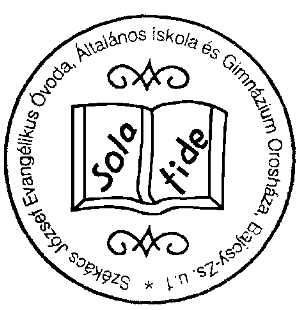 Székács József Evangélikus Óvoda, Általános Iskola és Gimnázium Orosháza, Bajcsy-Zs. u.1 *
Sola
fide